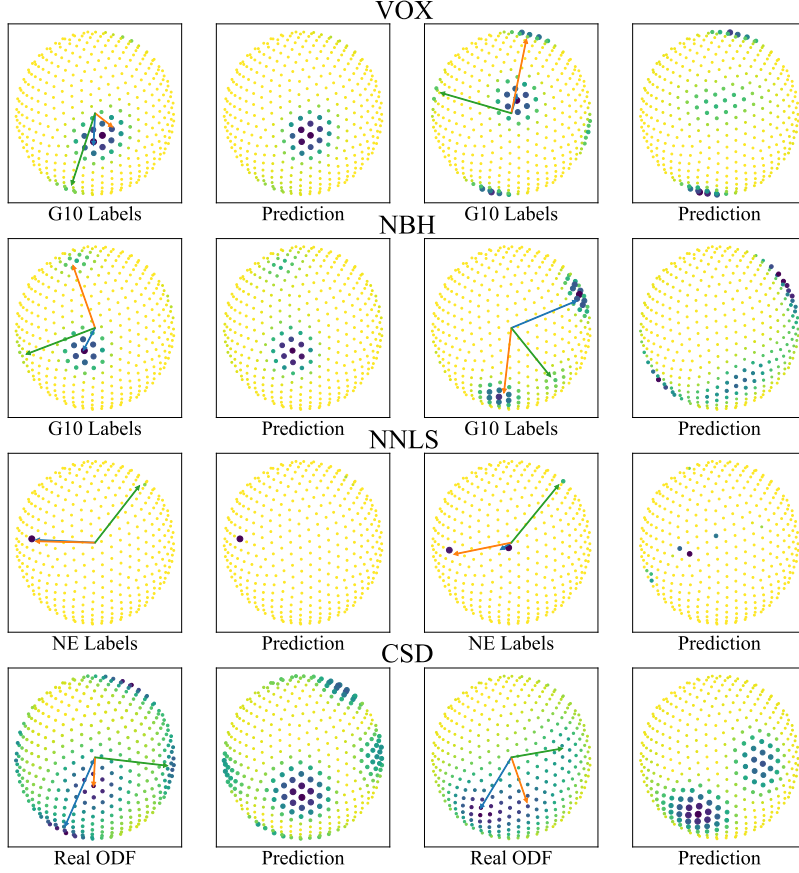 VOX
G10 Labels
Prediction
G10 Labels
Prediction
NBH
G10 Labels
Prediction
G10 Labels
Prediction
NNLS
NE Labels
Prediction
NE Labels
Prediction
CSD
Real ODF
Prediction
Real ODF
Prediction